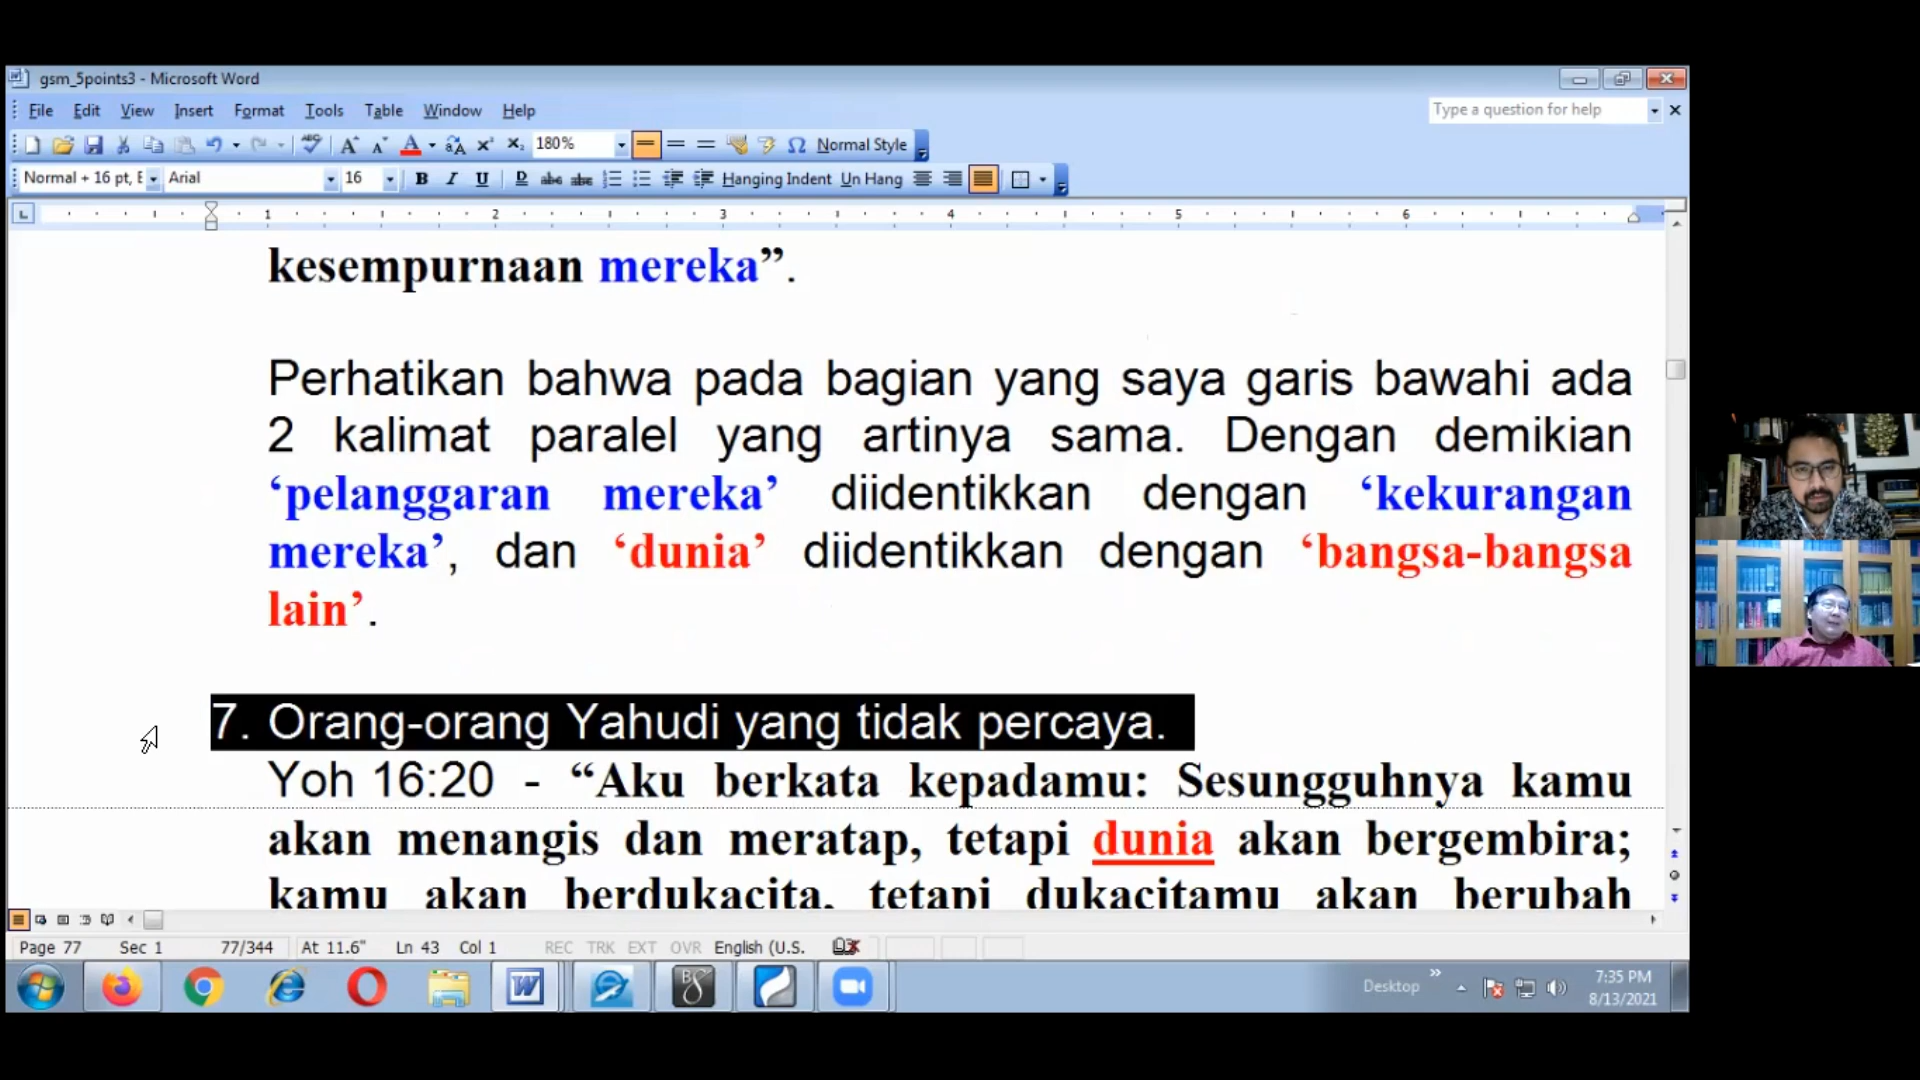 gsm_5points3 - Microsoft Word
File Edit View Insert Format Tools Table Window Help
Type a question for help
180% Normal Style
Normal + 16 pt, E Arial 16 B I U Hanging Indent Un Hang
1 2 3 4 5 6
kesempurnaan mereka”.
Perhatikan bahwa pada bagian yang saya garis bawahi ada
2 kalimat paralel yang artinya sama. Dengan demikian
‘pelanggaran mereka’ diidentikkan dengan ‘kekurangan
mereka’, dan ‘dunia’ diidentikkan dengan ‘bangsa-bangsa
lain’.
7. Orang-orang Yahudi yang tidak percaya.
Yoh 16:20 - “Aku berkata kepadamu: Sesungguhnya kamu
akan menangis dan meratap, tetapi dunia akan bergembira;
kamu akan berdukacita, tetapi dukacitamu akan berubah
Page 77 Sec 1 77/344 At 11.6" Ln 43 Col 1 REC TRK EXT OVR English (U.S.
Desktop
7:35 PM
8/13/2021